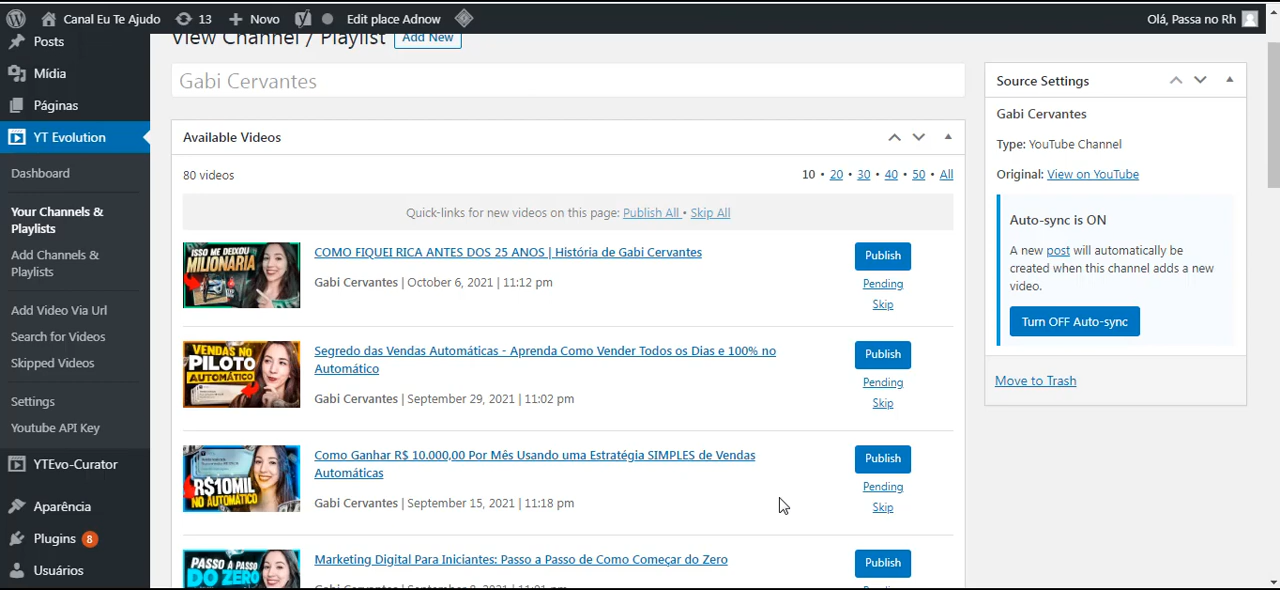 Canal Eu Te Ajudo 13 + Novo Edit place Adnow Olá, Passa no Rh
Posts
Mídia
Páginas
YT Evolution
Dashboard
Your Channels &
Playlists
Add Channels &
Playlists
Add Video Via Url
Search for Videos
Skipped Videos
Settings
Youtube API Key
YTEvo-Curator
Aparência
Plugins 8
Usuários
View Channel / Playlist Add New
Gabi Cervantes
Available Videos
80 videos 10 • 20 • 30 • 40 • 50 • All
Quick-links for new videos on this page: Publish All • Skip All
ISSO ME DEIXOU
MILIONÁRIA
COMO FIQUEI RICA ANTES DOS 25 ANOS | História de Gabi Cervantes
Gabi Cervantes | October 6, 2021 | 11:12 pm
Publish
Pending
Skip
VENDAS NO
PILOTO
AUTOMÁTICO
Segredo das Vendas Automáticas - Aprenda Como Vender Todos os Dias e 100% no
Automático
Gabi Cervantes | September 29, 2021 | 11:02 pm
Publish
Pending
Skip
R$10MIL
NO AUTOMÁTICO
Como Ganhar R$ 10.000,00 Por Mês Usando uma Estratégia SIMPLES de Vendas
Automáticas
Gabi Cervantes | September 15, 2021 | 11:18 pm
Publish
Pending
Skip
PASSO A PASSO
DO ZERO
Marketing Digital Para Iniciantes: Passo a Passo de Como Começar do Zero
Publish
Source Settings
Gabi Cervantes
Type: YouTube Channel
Original: View on YouTube
Auto-sync is ON
A new post will automatically be
created when this channel adds a new
video.
Turn OFF Auto-sync
Move to Trash